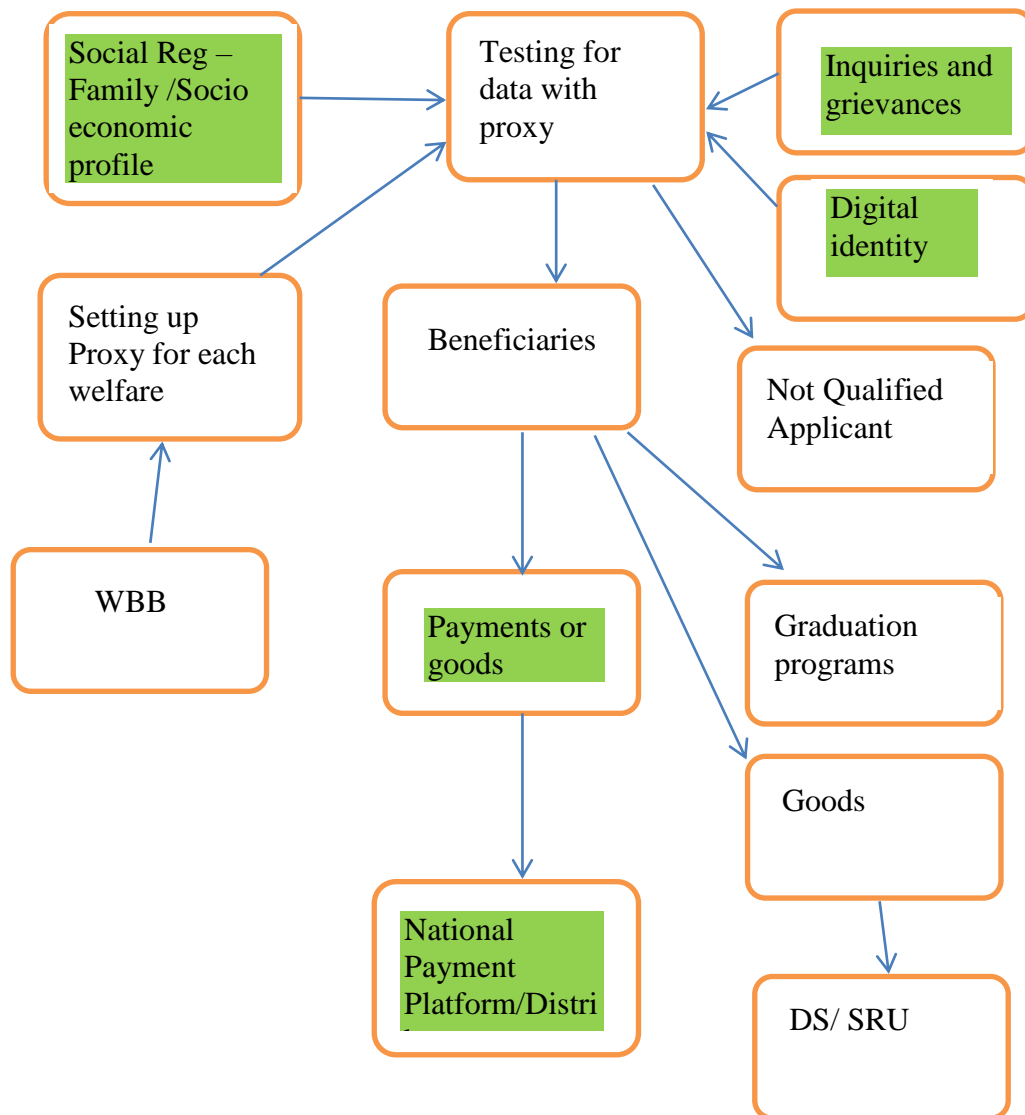 Social Reg –
Family /Socio
economic
profile
Testing for
data with
proxy
Inquiries and
grievances
Digital
identity
Setting up
Proxy for each
welfare
Beneficiaries
Not Qualified
Applicant
WBB
Payments or
goods
Graduation
programs
Goods
National
Payment
Platform/Distri
DS/ SRU